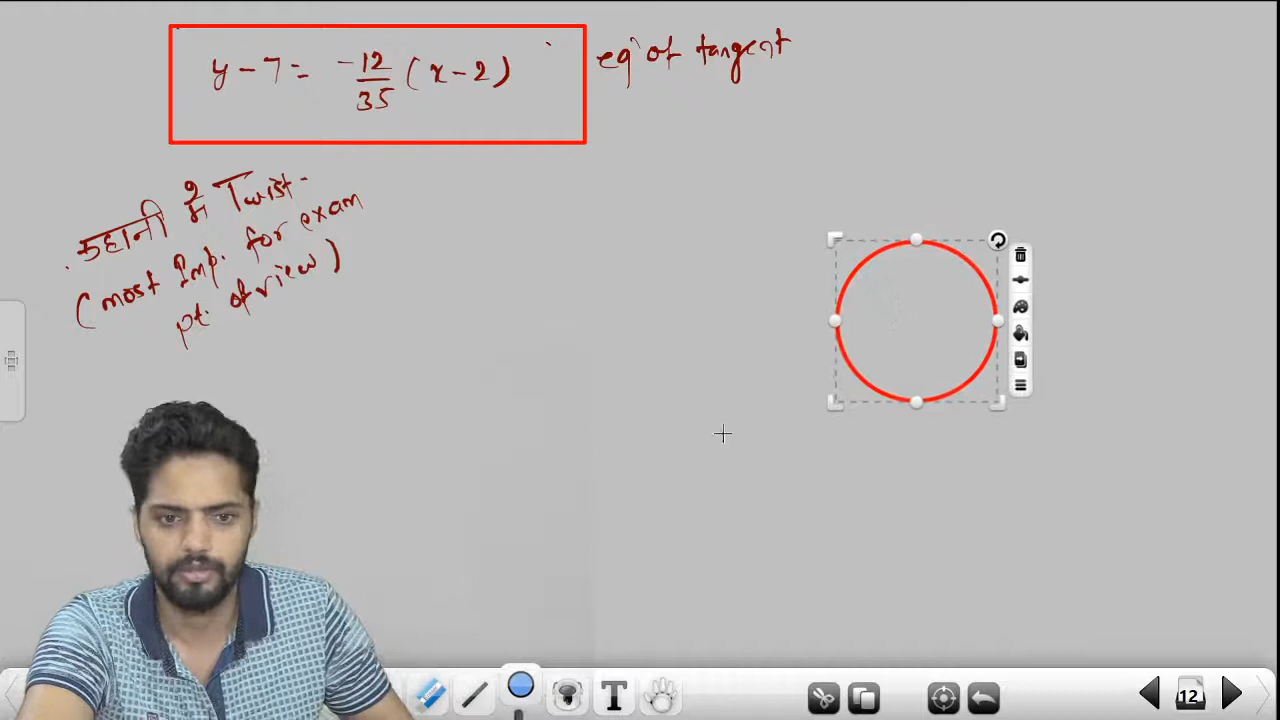 y - 7 = -12/35 (x - 2)
eqⁿ of tangent
कहानी में Twist-
(most Imp. for exam
pt. of view)
T
12